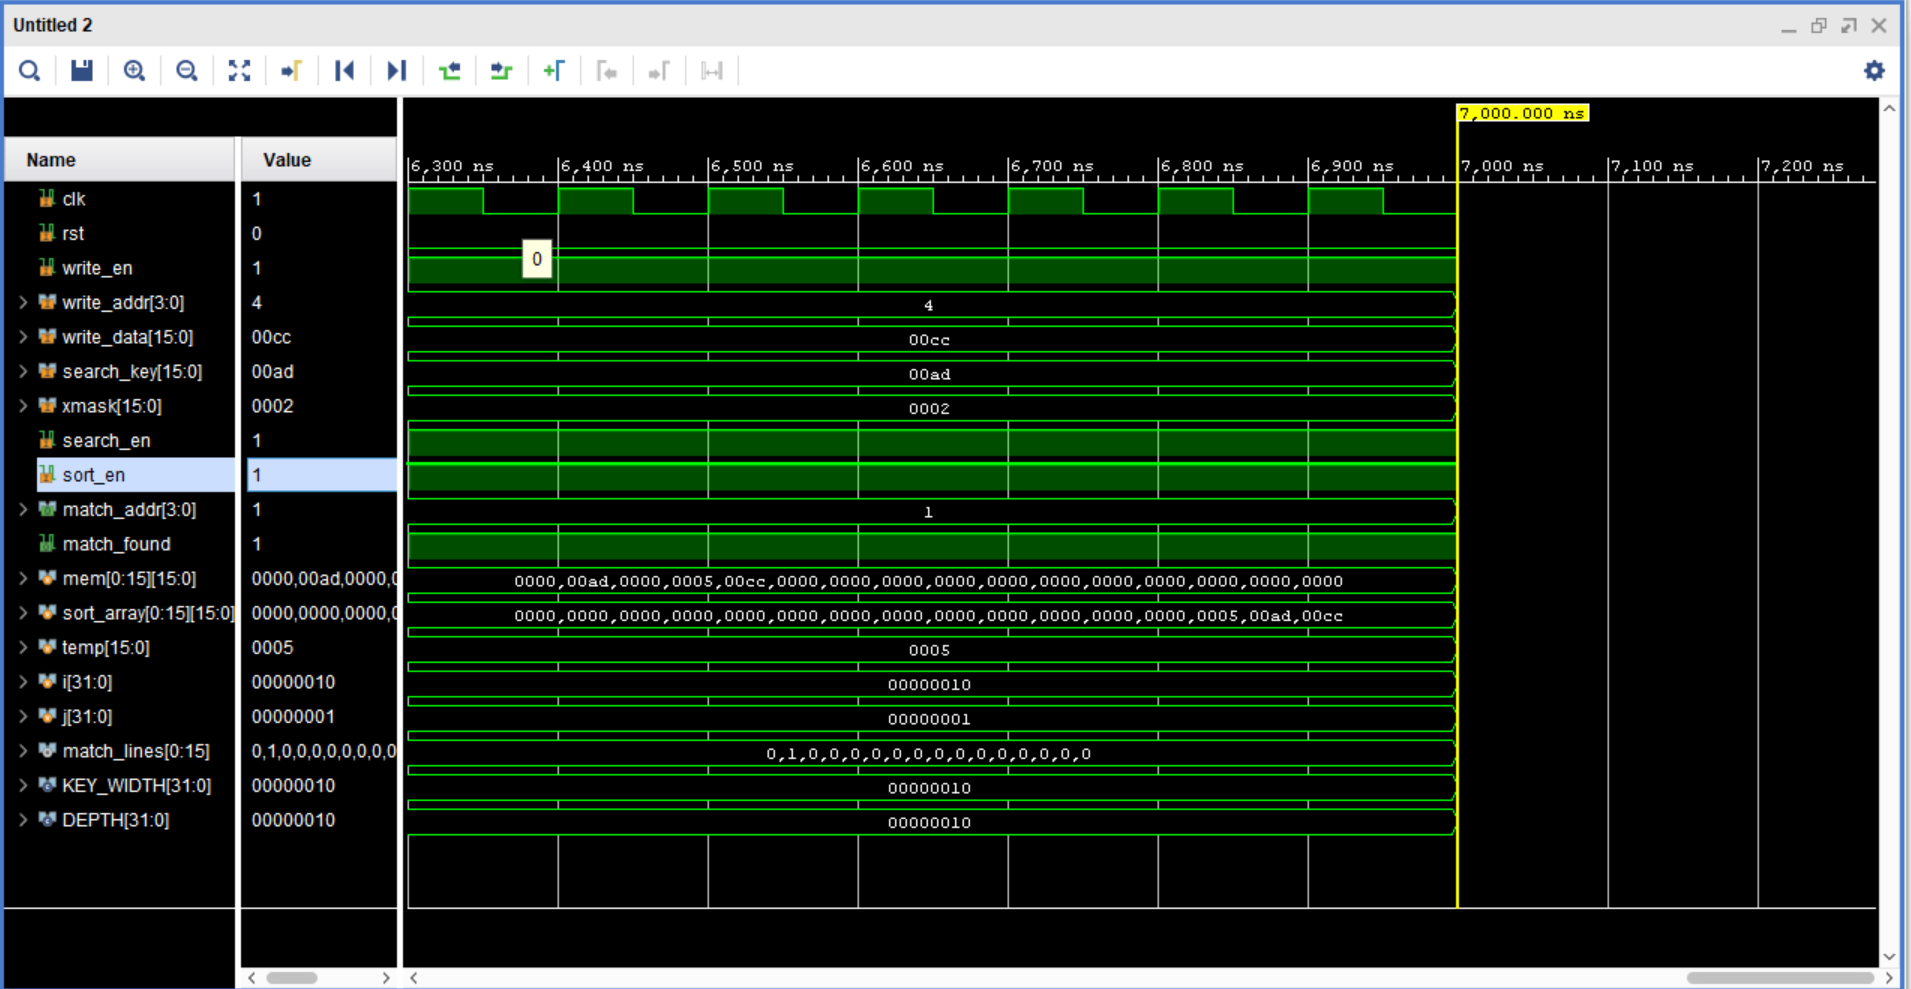 Untitled 2
7,000.000 ns
Name Value
6,300 ns 6,400 ns 6,500 ns 6,600 ns 6,700 ns 6,800 ns 6,900 ns 7,000 ns 7,100 ns 7,200 ns
clk 1
rst 0
0
write_en 1
write_addr[3:0] 4 4
write_data[15:0] 00cc 00cc
search_key[15:0] 00ad 00ad
xmask[15:0] 0002 0002
search_en 1
sort_en 1
match_addr[3:0] 1 1
match_found 1
mem[0:15][15:0] 0000,00ad,0000,0 0000,00ad,0000,0005,00cc,0000,0000,0000,0000,0000,0000,0000,0000,0000,0000,0000
sort_array[0:15][15:0] 0000,0000,0000,0 0000,0000,0000,0000,0000,0000,0000,0000,0000,0000,0000,0000,0000,0005,00ad,00cc
temp[15:0] 0005 0005
i[31:0] 00000010 00000010
j[31:0] 00000001 00000001
match_lines[0:15] 0,1,0,0,0,0,0,0,0 0,1,0,0,0,0,0,0,0,0,0,0,0,0,0,0
KEY_WIDTH[31:0] 00000010 00000010
DEPTH[31:0] 00000010 00000010